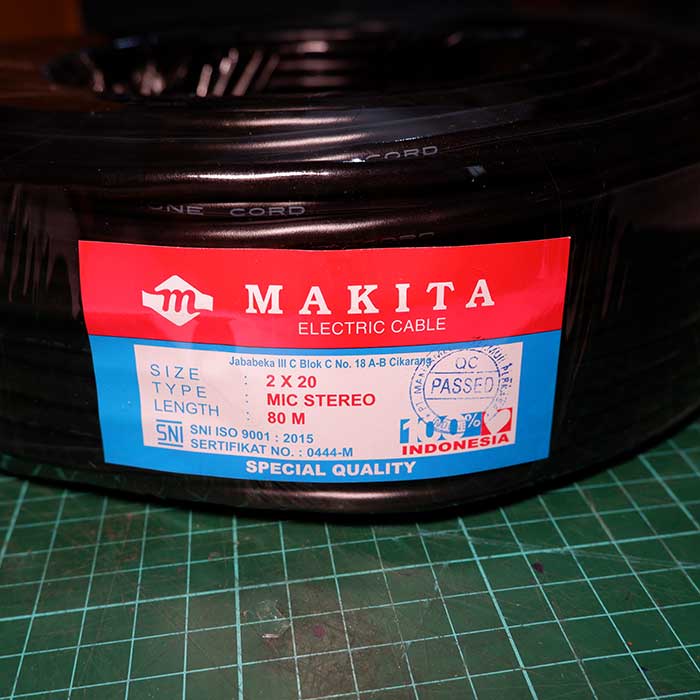 CORD
ONE CORD
CORD
m MAKITA
ELECTRIC CABLE
Jababeka III C Blok C No. 18 A-B Cikarang
SIZE : 2 X 20
TYPE : MIC STEREO
LENGTH : 80 M
QC
PASSED
SNI SNI ISO 9001 : 2015
SERTIFIKAT NO. : 0444-M
100%
INDONESIA
SPECIAL QUALITY